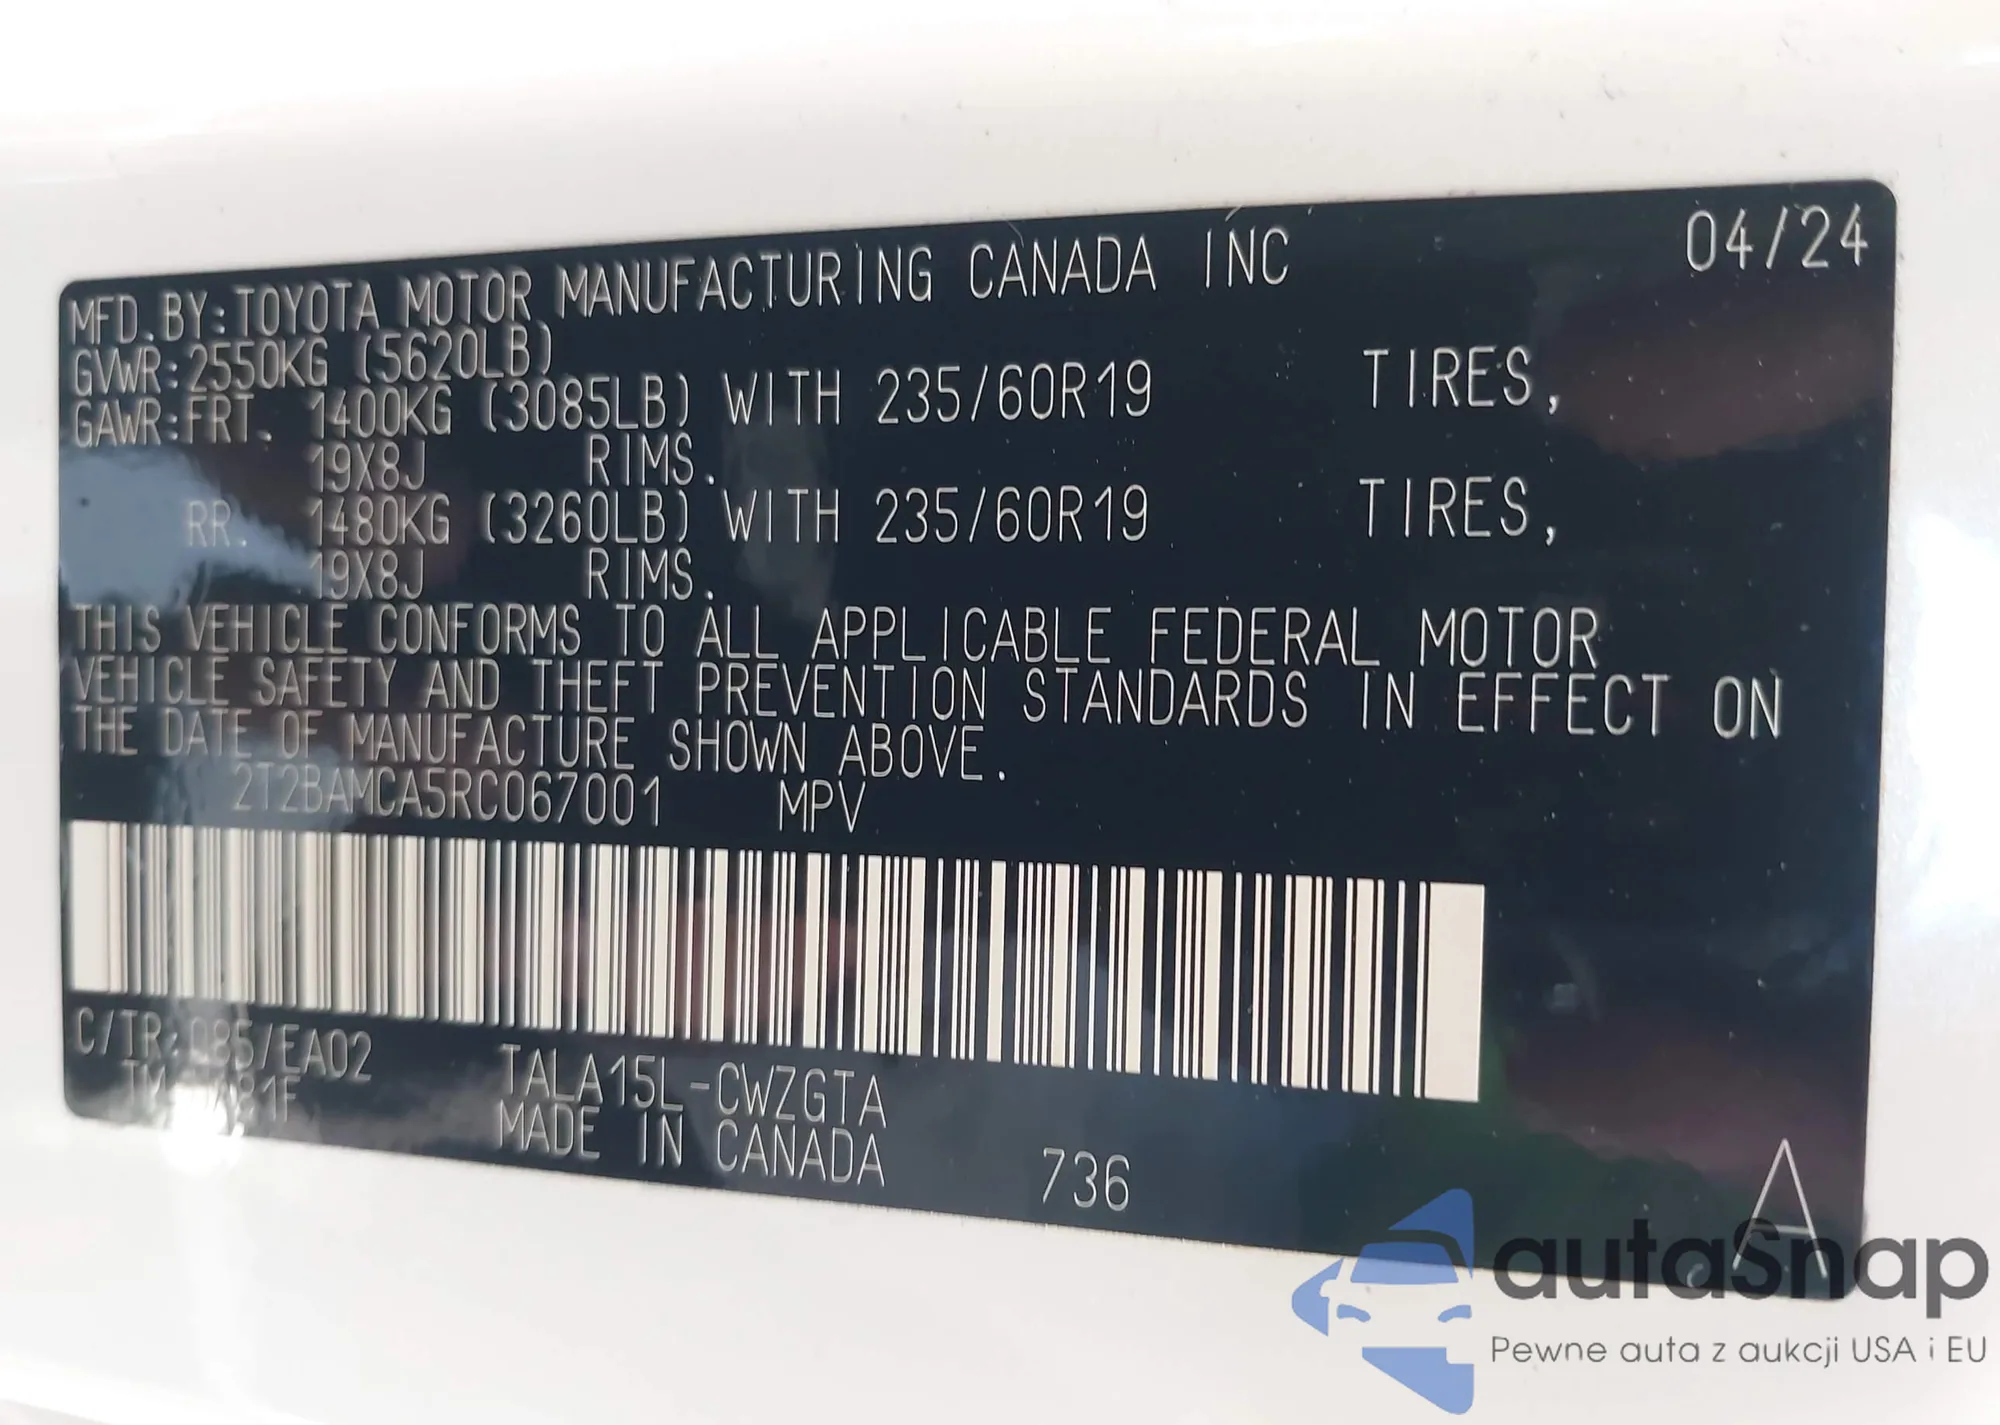 04/24
MFD.BY:TOYOTA MOTOR MANUFACTURING CANADA INC
GVWR:2550KG (5620LB)
GAWR:FRT. 1400KG (3085LB) WITH 235/60R19 TIRES,
19X8J RIMS.
RR. 1480KG (3260LB) WITH 235/60R19 TIRES,
19X8J RIMS.
THIS VEHICLE CONFORMS TO ALL APPLICABLE FEDERAL MOTOR
VEHICLE SAFETY AND THEFT PREVENTION STANDARDS IN EFFECT ON
THE DATE OF MANUFACTURE SHOWN ABOVE.
2T2BAMCA5RC067001 MPV
C/TR: /EA02 TALA15L-CWZGTA
MADE IN CANADA 736
A
autaSnap
Pewne auta z aukcji USA i EU